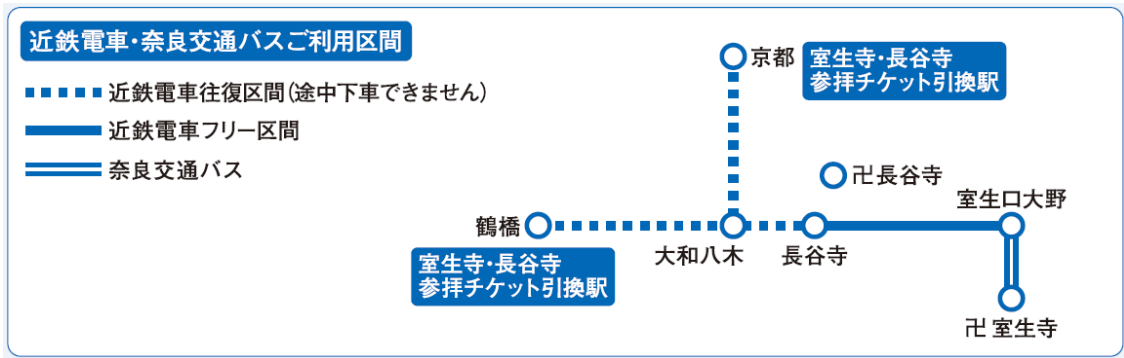 近鉄電車・奈良交通バスご利用区間
近鉄電車往復区間(途中下車できません)
近鉄電車フリー区間
奈良交通バス
京都
室生寺・長谷寺
参拝チケット引換駅
卍長谷寺
室生口大野
鶴橋
大和八木
長谷寺
室生寺・長谷寺
参拝チケット引換駅
卍室生寺